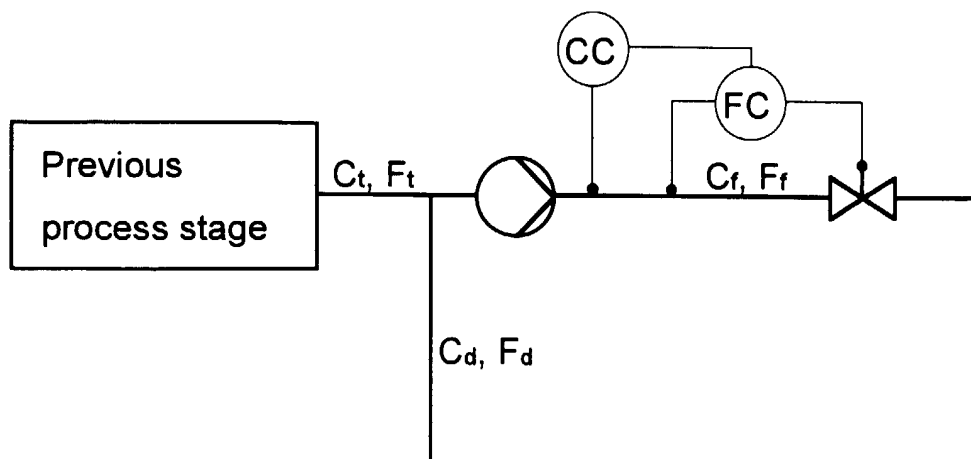 CC
FC
Previous
process stage
Ct, Ft
Cf, Ff
Cd, Fd